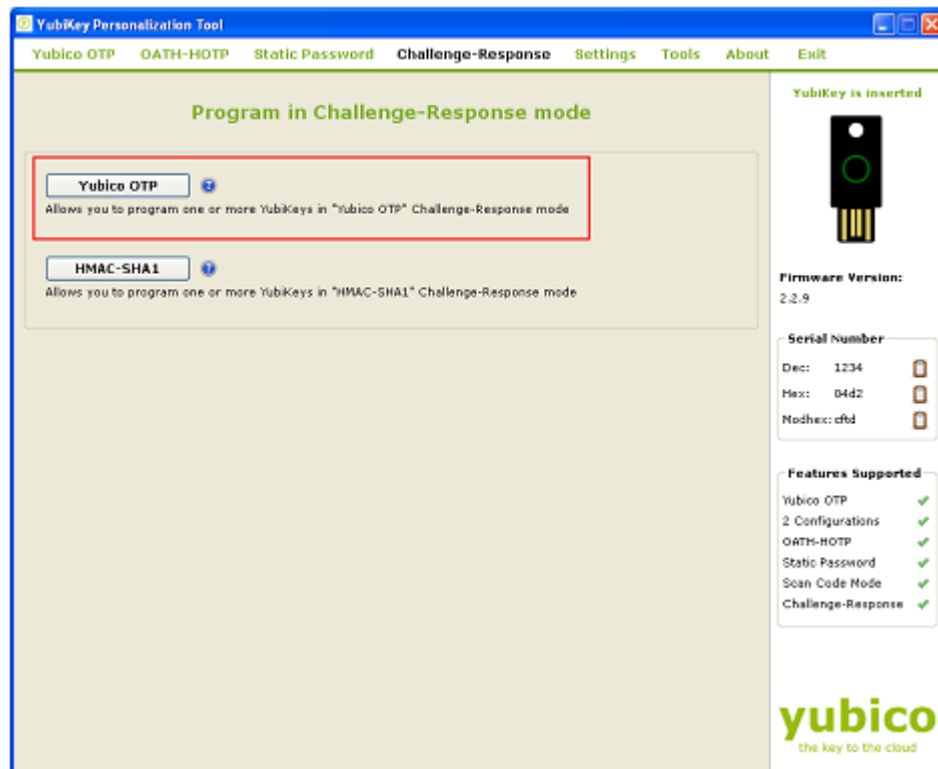 YubiKey Personalization Tool
Yubico OTP OATH-HOTP Static Password Challenge-Response Settings Tools About Exit
Program in Challenge-Response mode
Yubico OTP
Allows you to program one or more YubiKeys in "Yubico OTP" Challenge-Response mode
HMAC-SHA1
Allows you to program one or more YubiKeys in "HMAC-SHA1" Challenge-Response mode
YubiKey is inserted
Firmware Version:
2.2.9
Serial Number
Dec: 1234
Hex: 04d2
Modhex: cftd
Features Supported
Yubico OTP
2 Configurations
OATH-HOTP
Static Password
Scan Code Mode
Challenge-Response
yubico
the key to the cloud